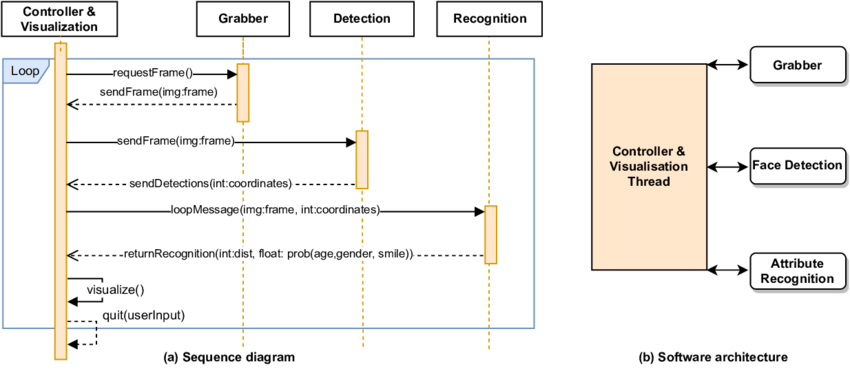 Controller &
Visualization
Grabber
Detection
Recognition
Loop
requestFrame()
sendFrame(img:frame)
sendFrame(img:frame)
sendDetections(int:coordinates)
loopMessage(img:frame, int:coordinates)
returnRecognition(int:dist, float: prob(age,gender, smile))
visualize()
quit(userInput)
(a) Sequence diagram
Controller &
Visualisation
Thread
Grabber
Face Detection
Attribute
Recognition
(b) Software architecture